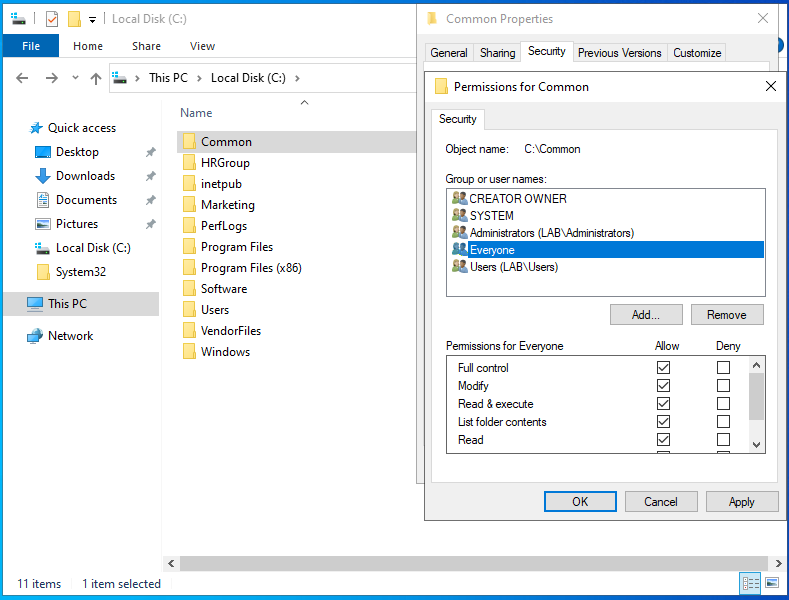 Local Disk (C:)
File Home Share View
This PC Local Disk (C:)
Quick access
Desktop
Downloads
Documents
Pictures
Local Disk (C:)
System32
This PC
Network
Name
Common
HRGroup
inetpub
Marketing
PerfLogs
Program Files
Program Files (x86)
Software
Users
VendorFiles
Windows
11 items 1 item selected
Common Properties
General Sharing Security Previous Versions Customize
Permissions for Common
Security
Object name: C:\Common
Group or user names:
CREATOR OWNER
SYSTEM
Administrators (LAB\Administrators)
Everyone
Users (LAB\Users)
Add... Remove
Permissions for Everyone Allow Deny
Full control
Modify
Read & execute
List folder contents
Read
OK Cancel Apply